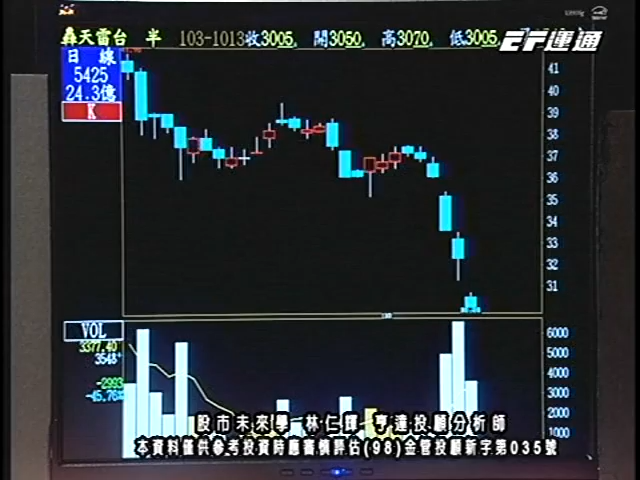 轟天雷台 半 103-1013收3005 開3050 高3070 低3005
EF運通
日 線
5425
24.3億
K
41
40
39
38
37
36
35
34
33
32
31
VOL
3377.40
3548
-2993
-45.76%
6000
5000
4000
3000
2000
1000
股市未來學-林仁輝-亨達投顧分析師
本資料僅供參考投資時應審慎評估(98)金管投顧新字第035號